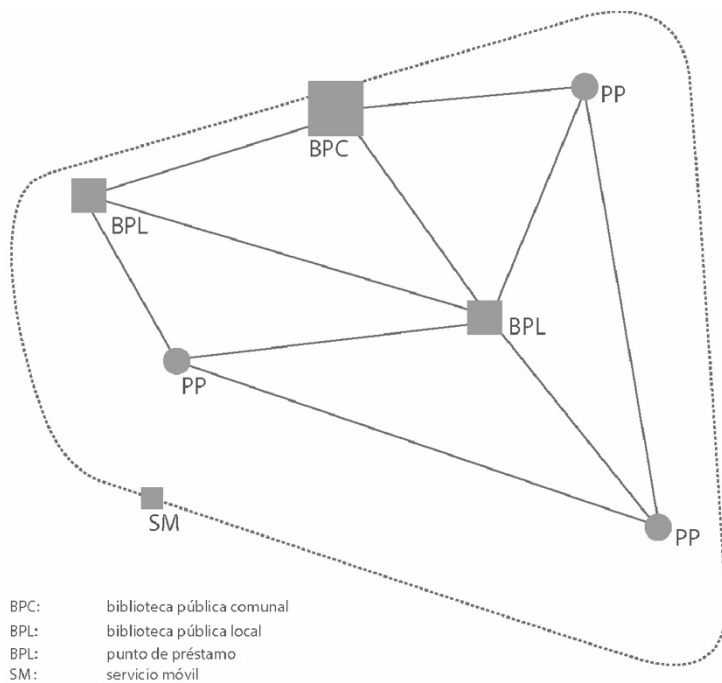 PP
BPC
BPL
BPL
PP
SM
PP
BPC: biblioteca pública comunal
BPL: biblioteca pública local
BPL: punto de préstamo
SM: servicio móvil